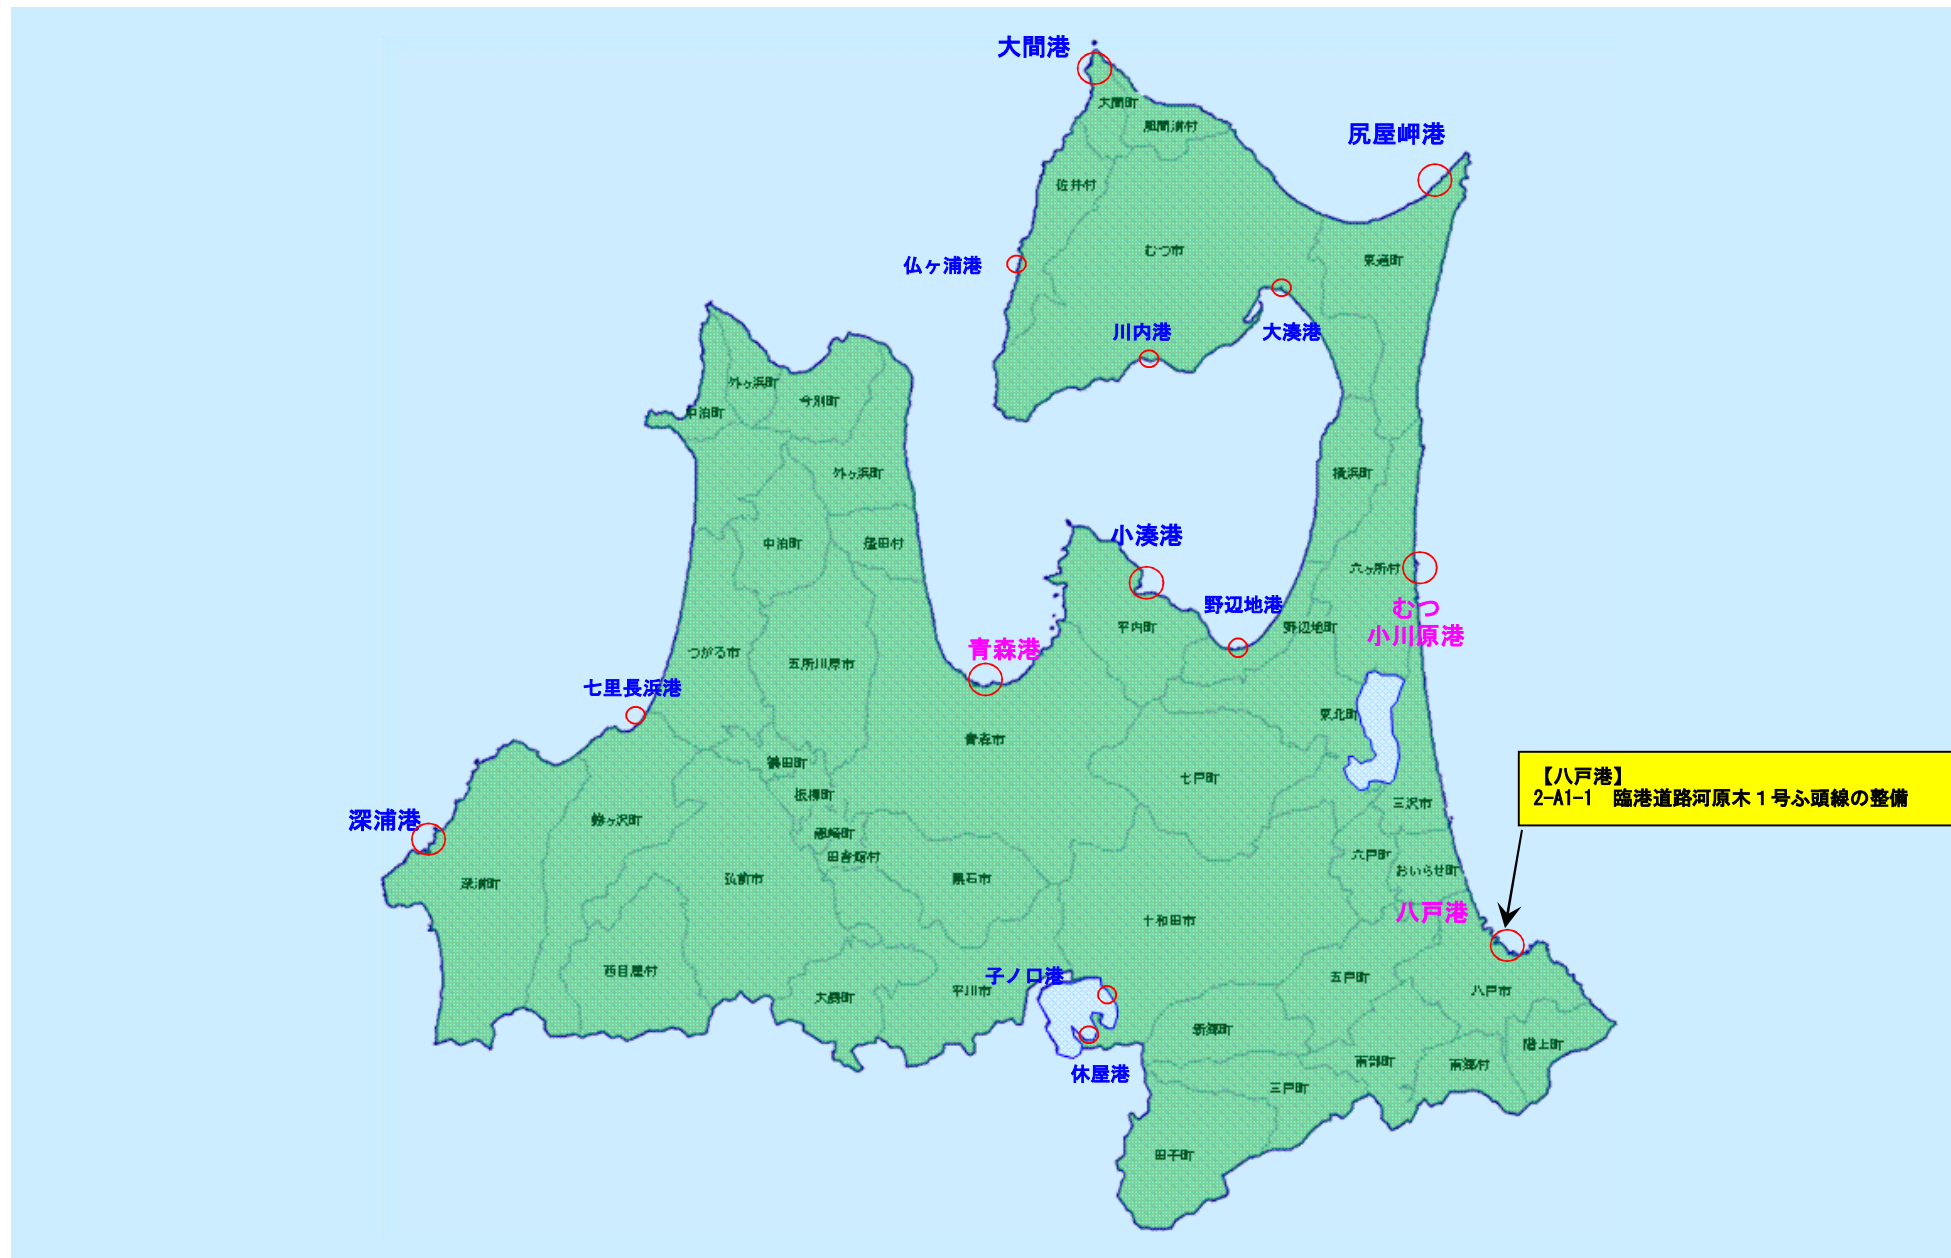 大間港
大間町
風間浦村
尻屋岬港
佐井村
むつ市
東通町
仏ヶ浦港
川内港
大湊港
外ヶ浜町
今別町
中泊町
外ヶ浜町
横浜町
中泊町
蓬田村
小湊港
六ヶ所村
野辺地港
むつ
小川原港
平内町
野辺地町
青森港
つがる市
五所川原市
七里長浜港
東北町
青森市
鶴田町
七戸町
【八戸港】
2-A1-1 臨港道路河原木1号ふ頭線の整備
板柳町
三沢市
深浦港
鰺ヶ沢町
藤崎町
田舎館村
六戸町
おいらせ町
深浦町
弘前市
黒石市
十和田市
八戸港
西目屋村
子ノ口港
五戸町
大鰐町
平川市
八戸市
新郷町
階上町
南部町
南郷村
休屋港
三戸町
田子町